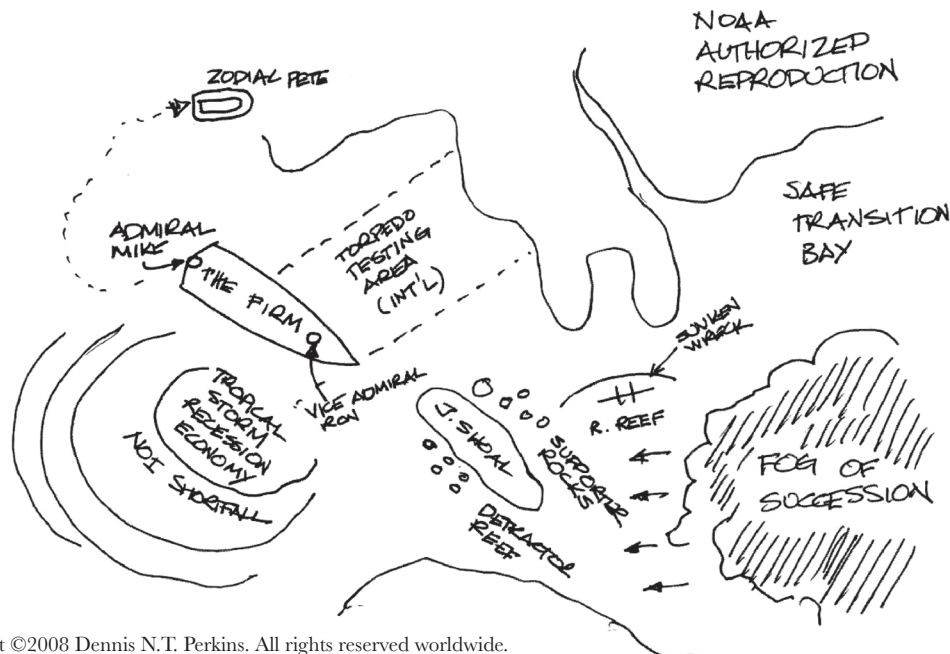 NOAA
AUTHORIZED
REPRODUCTION
ZODIAL PETE
SAFE
TRANSITION
BAY
ADMIRAL
MIKE
TORPEDO
TESTING
AREA
(INT'L)
THE FIRM
SUNKEN
WRECK
VICE ADMIRAL
RON
TROPICAL
STORM
RECESSION
ECONOMY
NOI SHORTFALL
J. SHOAL
R. REEF
SUPPORTER
ROCKS
FOG OF
SUCCESSION
DETRACTOR
REEF
©2008 Dennis N.T. Perkins. All rights reserved worldwide.